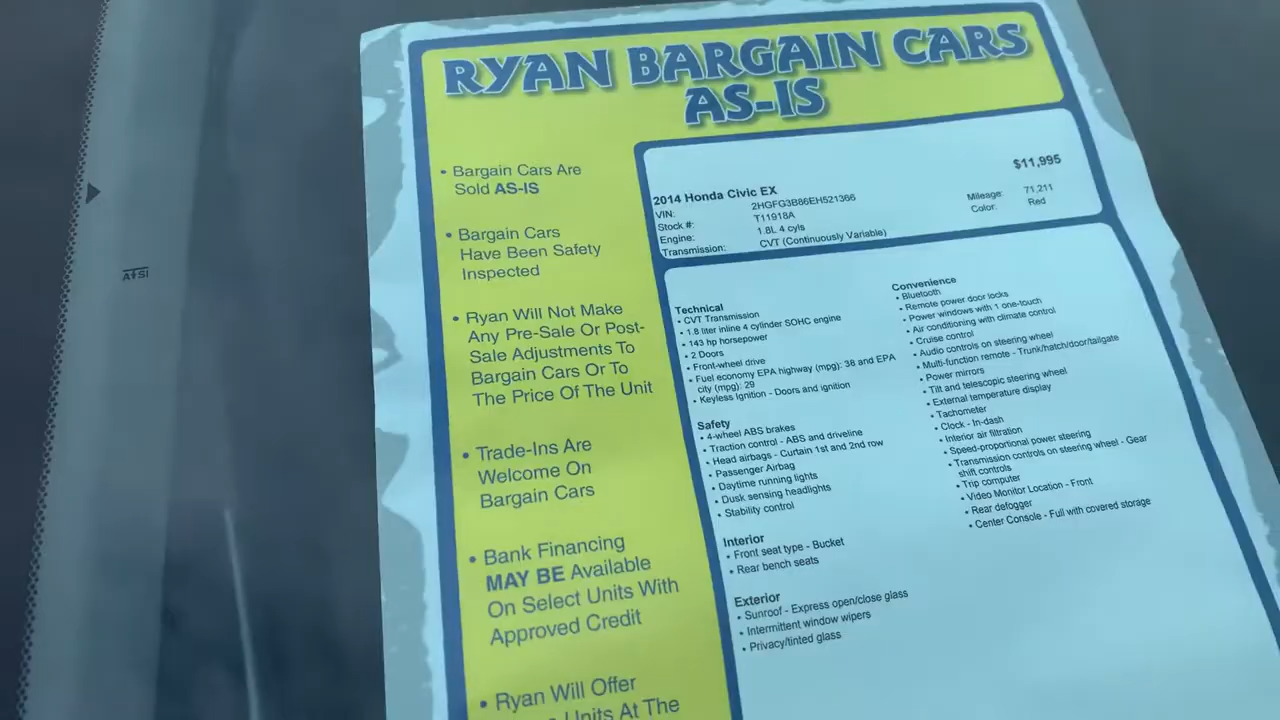 RYAN BARGAIN CARS
AS-IS
• Bargain Cars Are
Sold AS-IS
• Bargain Cars
Have Been Safety
Inspected
• Ryan Will Not Make
Any Pre-Sale Or Post-
Sale Adjustments To
Bargain Cars Or To
The Price Of The Unit
• Trade-Ins Are
Welcome On
Bargain Cars
• Bank Financing
MAY BE Available
On Select Units With
Approved Credit
• Ryan Will Offer
Units At The
$11,995
2014 Honda Civic EX
VIN: 2HGFG3B86EH521366
Mileage: 71,211
Stock #: T11918A
Color: Red
Engine: 1.8L 4 cyls
Transmission: CVT (Continuously Variable)
Technical
• CVT Transmission
• 1.8 liter inline 4 cylinder SOHC engine
• 143 hp horsepower
• 2 Doors
• Front-wheel drive
• Fuel economy EPA highway (mpg): 38 and EPA
city (mpg): 29
• Keyless Ignition - Doors and ignition
Safety
• 4-wheel ABS brakes
• Traction control - ABS and driveline
• Head airbags - Curtain 1st and 2nd row
• Passenger Airbag
• Daytime running lights
• Dusk sensing headlights
• Stability control
Interior
• Front seat type - Bucket
• Rear bench seats
Exterior
• Sunroof - Express open/close glass
• Intermittent window wipers
• Privacy/tinted glass
Convenience
• Bluetooth
• Remote power door locks
• Power windows with 1 one-touch
• Air conditioning with climate control
• Cruise control
• Audio controls on steering wheel
• Multi-function remote - Trunk/hatch/door/tailgate
• Power mirrors
• Tilt and telescopic steering wheel
• External temperature display
• Tachometer
• Clock - In-dash
• Interior air filtration
• Speed-proportional power steering
• Transmission controls on steering wheel - Gear
shift controls
• Trip computer
• Video Monitor Location - Front
• Rear defogger
• Center Console - Full with covered storage